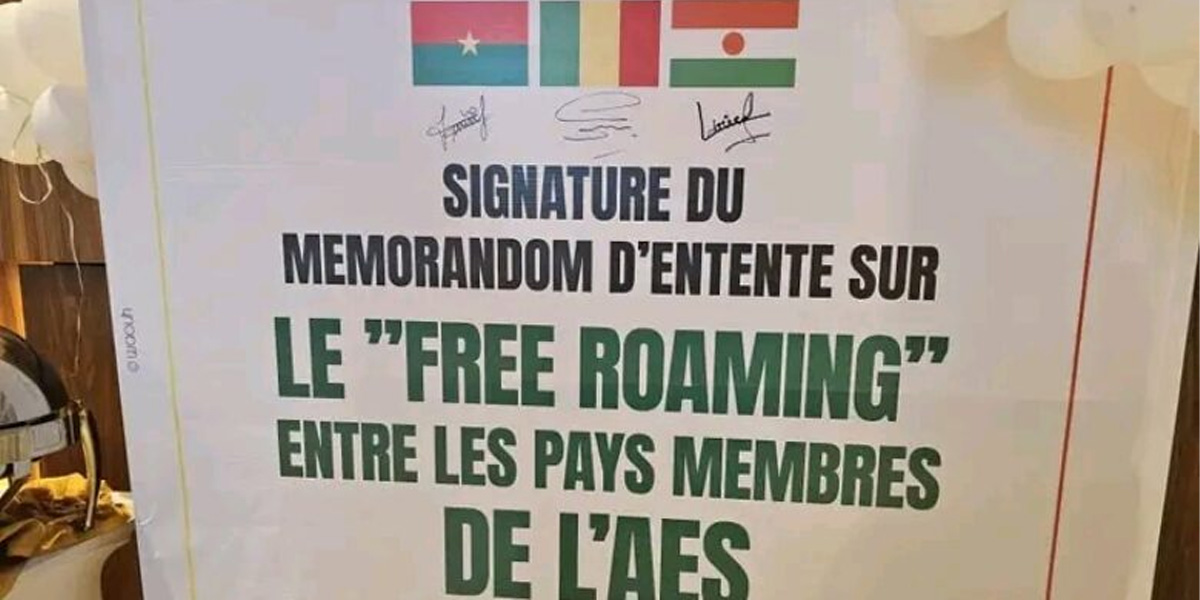 SIGNATURE DU
MEMORANDOM D'ENTENTE SUR
LE "FREE ROAMING"
ENTRE LES PAYS MEMBRES
DE L'AES